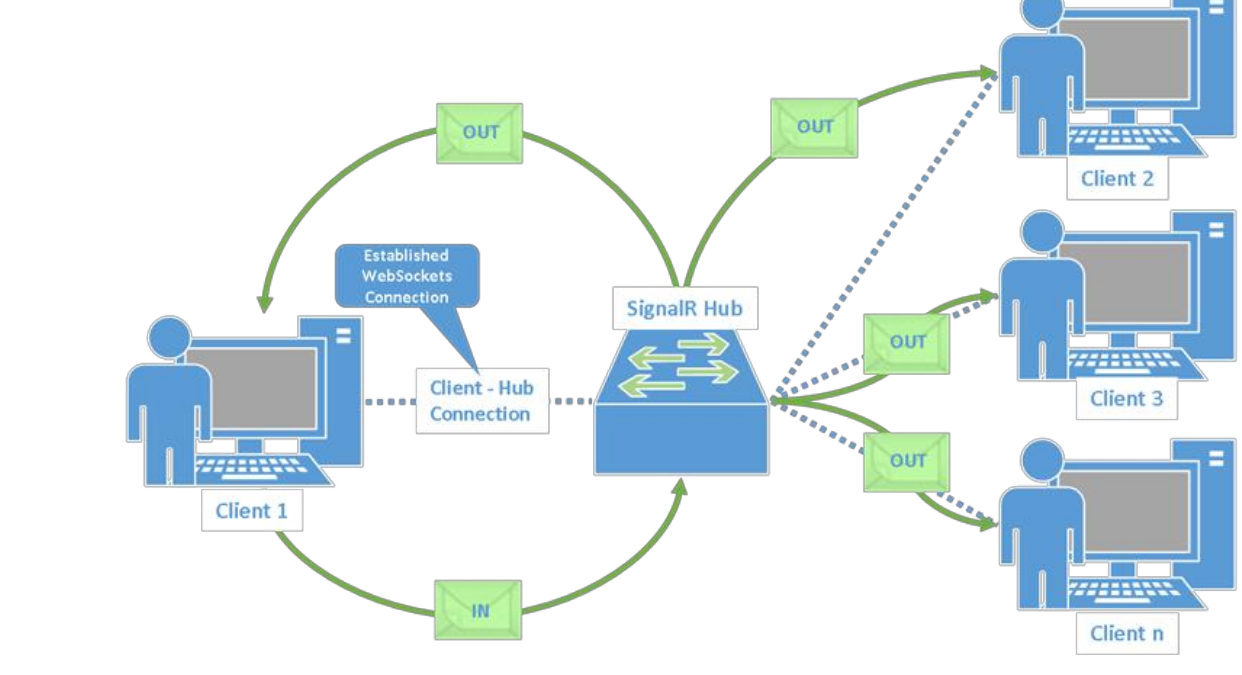 OUT
OUT
Client 2
Established
WebSockets
Connection
SignalR Hub
OUT
Client - Hub
Connection
Client 3
OUT
Client 1
IN
Client n